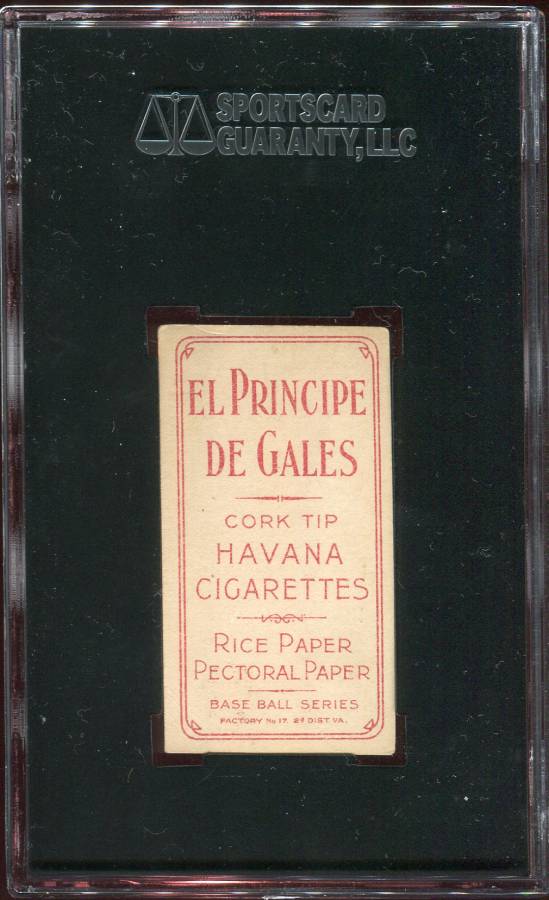 SPORTSCARD
GUARANTY, LLC
EL PRINCIPE
DE GALES
CORK TIP
HAVANA
CIGARETTES
RICE PAPER
PECTORAL PAPER
BASE BALL SERIES
FACTORY No 17. 2d DIST VA.